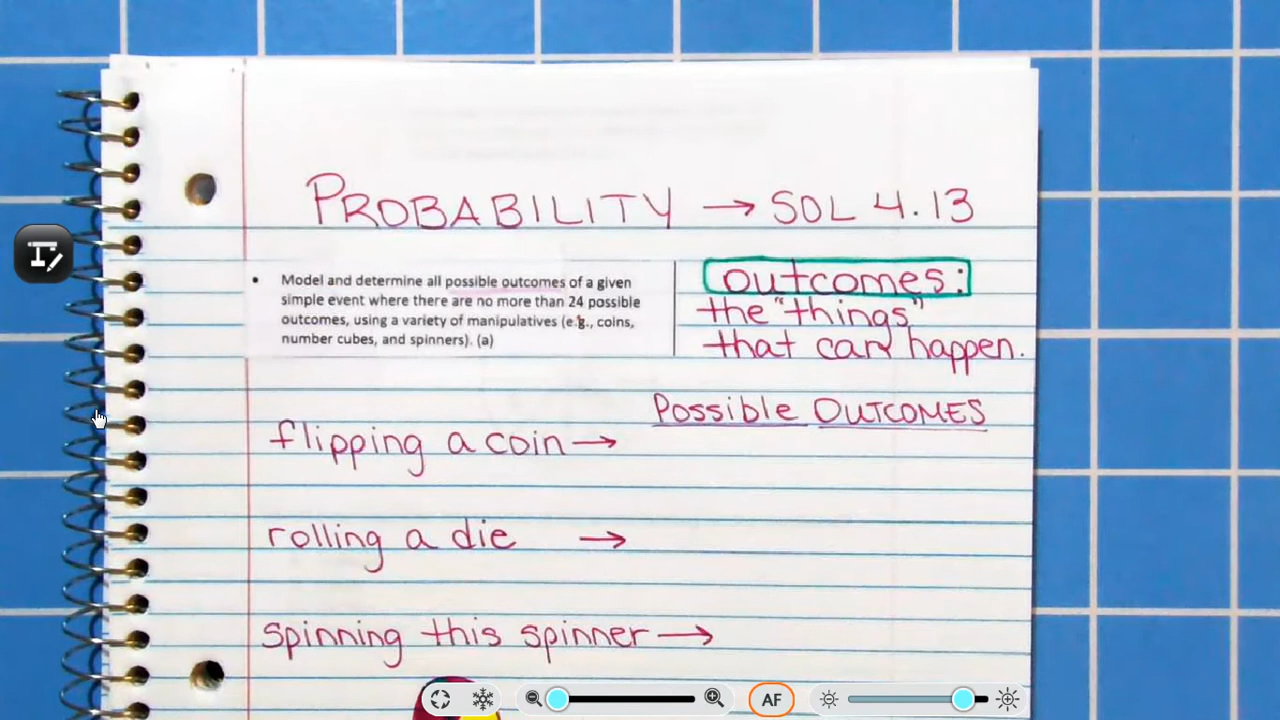 PROBABILITY → SOL 4.13
• Model and determine all possible outcomes of a given
simple event where there are no more than 24 possible
outcomes, using a variety of manipulatives (e.g., coins,
number cubes, and spinners). (a)
outcomes:
the "things"
that can happen.
Possible OUTCOMES
flipping a coin →
rolling a die →
spinning this spinner →
AF